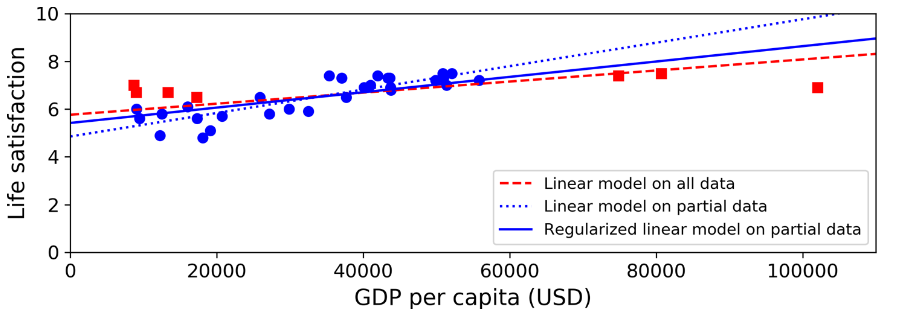 10
8
6
4
2
0
Life satisfaction
Linear model on all data
Linear model on partial data
Regularized linear model on partial data
0 20000 40000 60000 80000 100000
GDP per capita (USD)